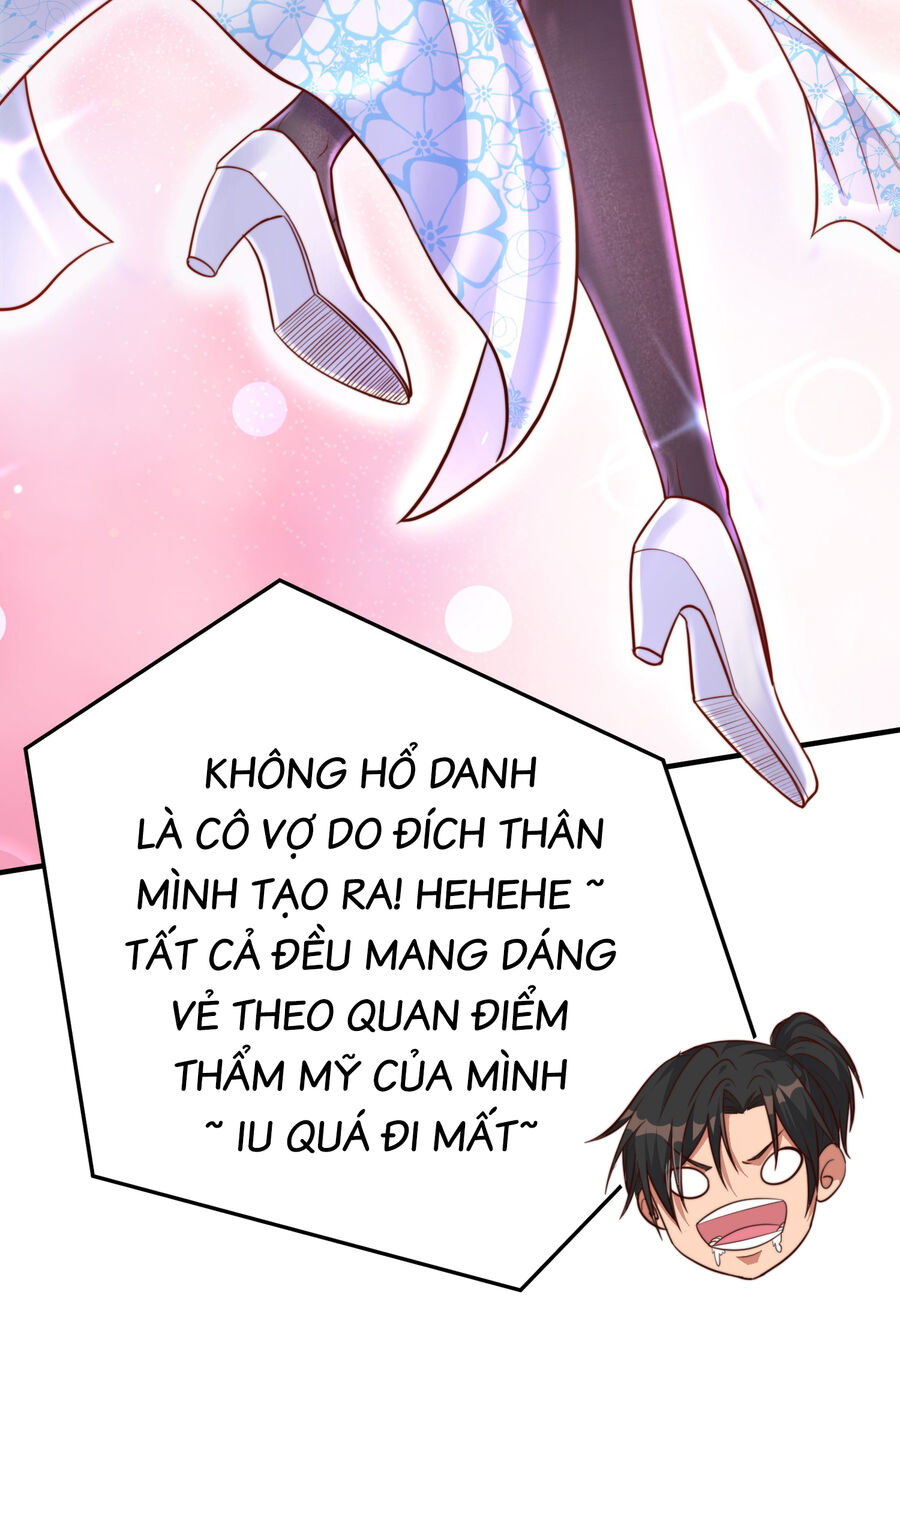 KHÔNG HỔ DANH
LÀ CÔ VỢ DO ĐÍCH THÂN
MÌNH TẠO RA! HEHEHE ~
TẤT CẢ ĐỀU MANG DÁNG
VẺ THEO QUAN ĐIỂM
THẨM MỸ CỦA MÌNH
~ IU QUÁ ĐI MẤT~